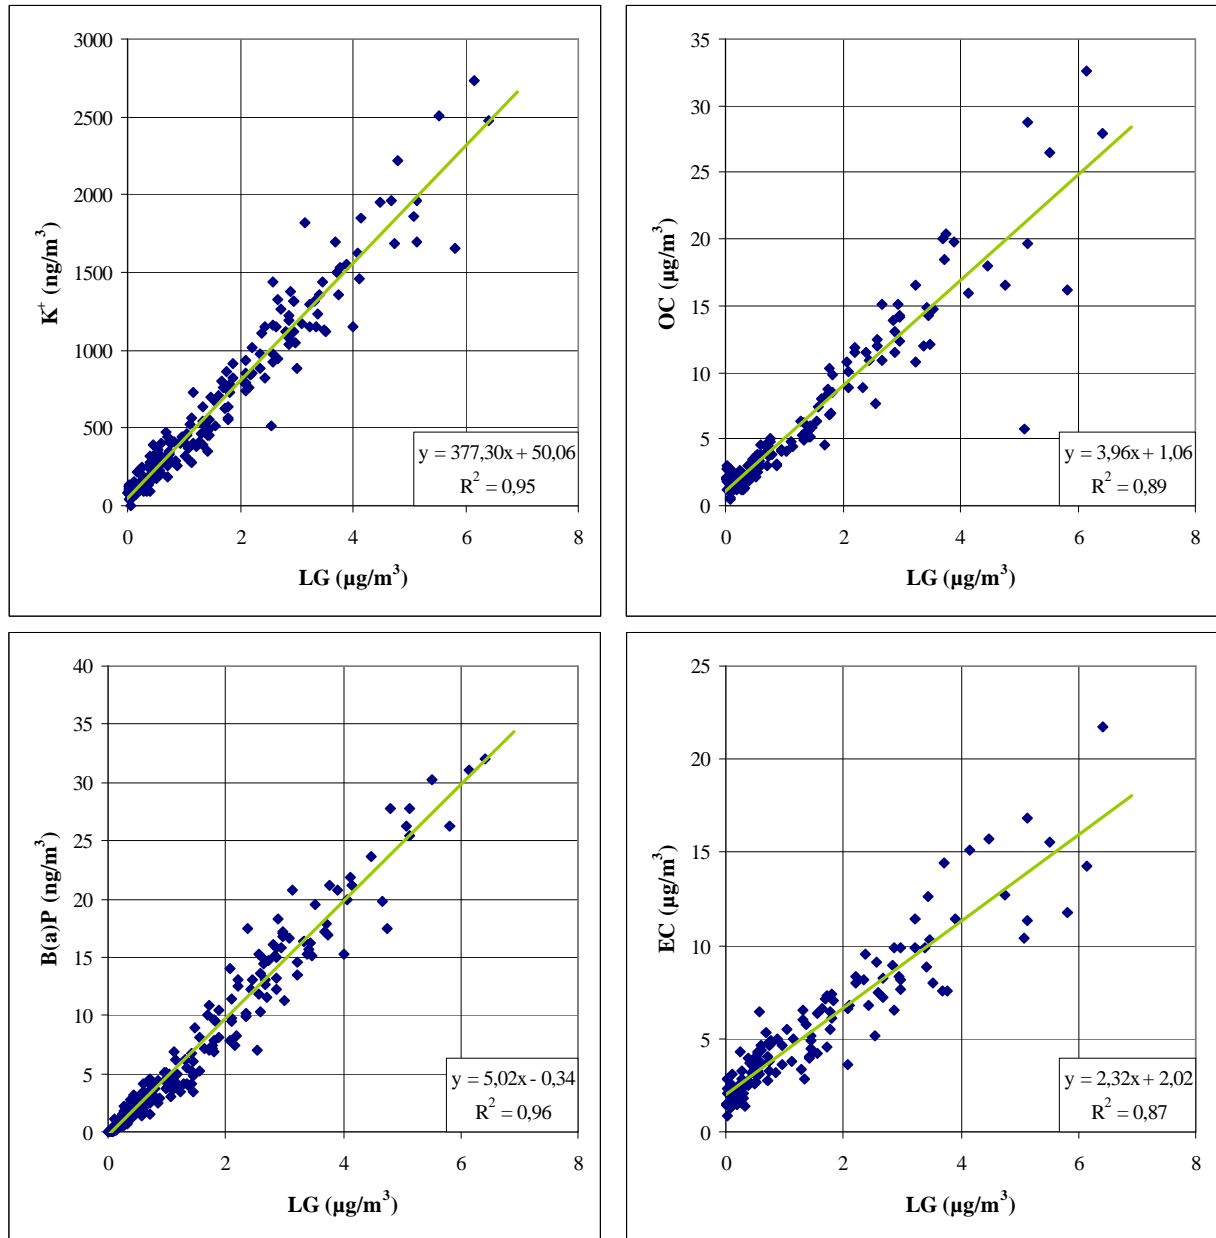 3000
2500
2000
1500
1000
500
0
K⁺ (ng/m³)
0 2 4 6 8
LG (µg/m³)
y = 377,30x + 50,06
R² = 0,95
35
30
25
20
15
10
5
0
OC (µg/m³)
0 2 4 6 8
LG (µg/m³)
y = 3,96x + 1,06
R² = 0,89
40
35
30
25
20
15
10
5
0
B(a)P (ng/m³)
0 2 4 6 8
LG (µg/m³)
y = 5,02x - 0,34
R² = 0,96
25
20
15
10
5
0
EC (µg/m³)
0 2 4 6 8
LG (µg/m³)
y = 2,32x + 2,02
R² = 0,87